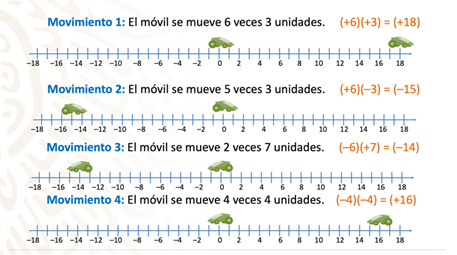 Movimiento 1: El móvil se mueve 6 veces 3 unidades. (+6)(+3) = (+18)
−18 −16 −14 −12 −10 −8 −6 −4 −2 0 2 4 6 8 10 12 14 16 18
Movimiento 2: El móvil se mueve 5 veces 3 unidades. (+6)(−3) = (−15)
−18 −16 −14 −12 −10 −8 −6 −4 −2 0 2 4 6 8 10 12 14 16 18
Movimiento 3: El móvil se mueve 2 veces 7 unidades. (−6)(+7) = (−14)
−18 −16 −14 −12 −10 −8 −6 −4 −2 0 2 4 6 8 10 12 14 16 18
Movimiento 4: El móvil se mueve 4 veces 4 unidades. (−4)(−4) = (+16)
−18 −16 −14 −12 −10 −8 −6 −4 −2 0 2 4 6 8 10 12 14 16 18